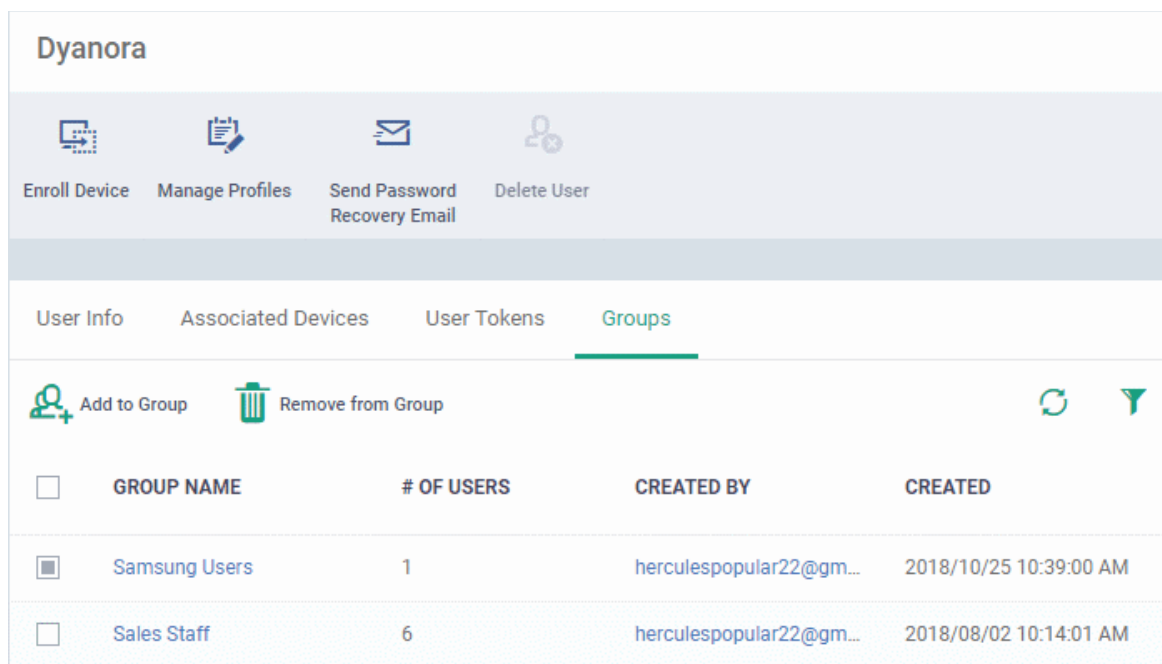 Dyanora
Enroll Device Manage Profiles Send Password Delete User
Recovery Email
User Info Associated Devices User Tokens Groups
Add to Group Remove from Group
GROUP NAME # OF USERS CREATED BY CREATED
Samsung Users 1 herculespopular22@gm... 2018/10/25 10:39:00 AM
Sales Staff 6 herculespopular22@gm... 2018/08/02 10:14:01 AM